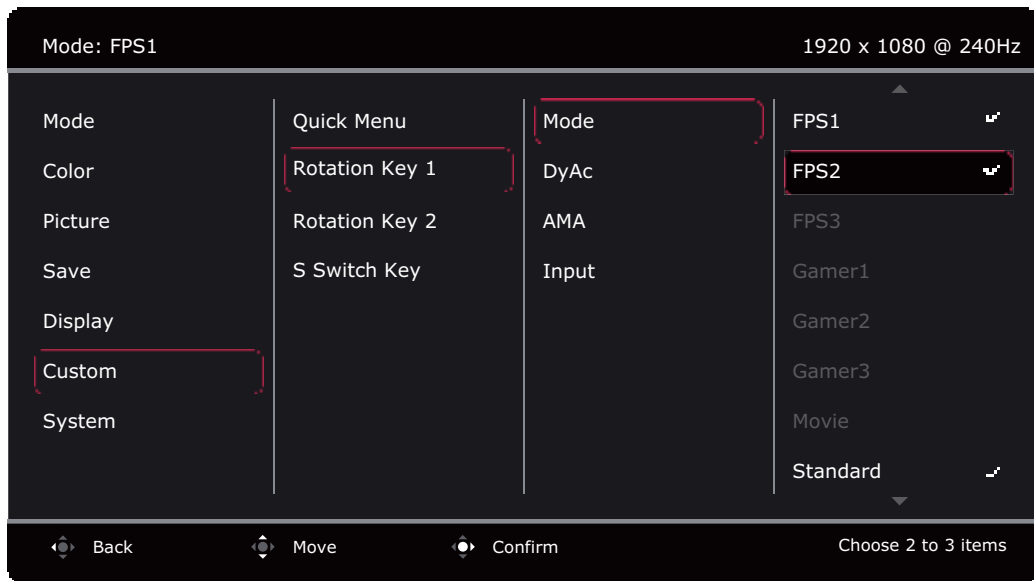 Mode: FPS1
1920 x 1080 @ 240Hz
Mode
Color
Picture
Save
Display
Custom
System
Quick Menu
Rotation Key 1
Rotation Key 2
S Switch Key
Mode
DyAc
AMA
Input
FPS1
FPS2
FPS3
Gamer1
Gamer2
Gamer3
Movie
Standard
Back
Move
Confirm
Choose 2 to 3 items